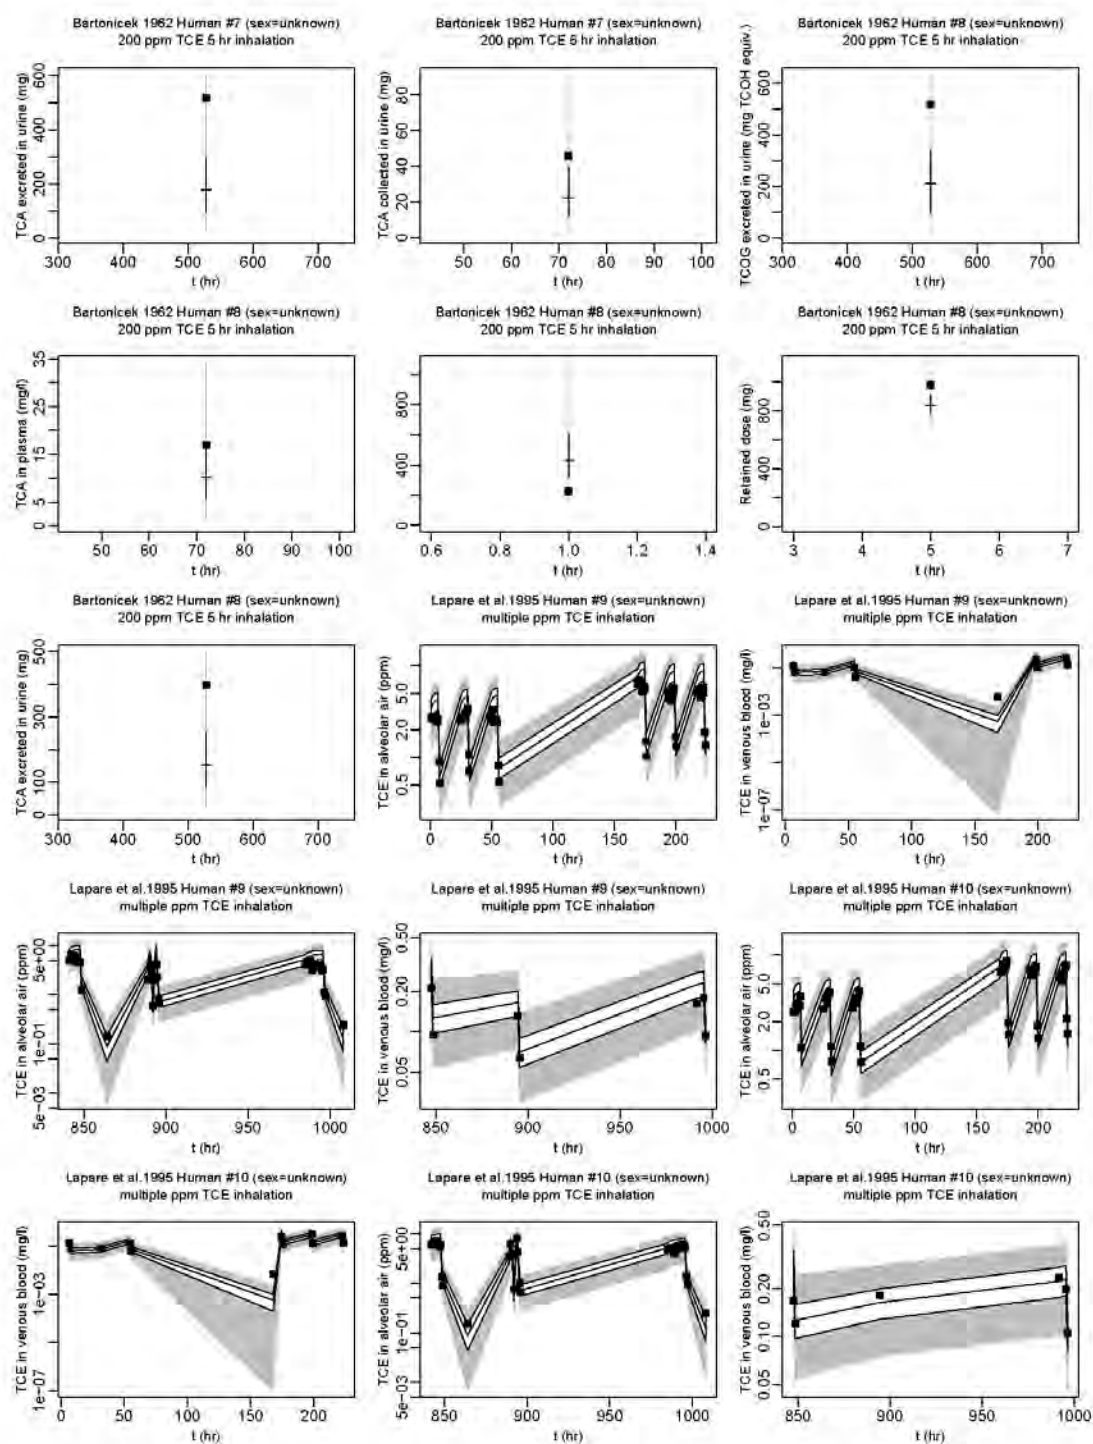 Bartonicek 1962 Human #7 (sex=unknown)
200 ppm TCE 5 hr inhalation
TCA excreted in urine (mg)
0 200 400 600
300 400 500 600 700
t (hr)
Bartonicek 1962 Human #7 (sex=unknown)
200 ppm TCE 5 hr inhalation
TCA collected in urine (mg)
0 20 40 60 80
50 60 70 80 90 100
t (hr)
Bartonicek 1962 Human #8 (sex=unknown)
200 ppm TCE 5 hr inhalation
TCOG excreted in urine (mg TCOH equiv.)
0 200 400 600
300 400 500 600 700
t (hr)
Bartonicek 1962 Human #8 (sex=unknown)
200 ppm TCE 5 hr inhalation
TCA in plasma (mg/l)
0 5 15 25 35
50 60 70 80 90 100
t (hr)
Bartonicek 1962 Human #8 (sex=unknown)
200 ppm TCE 5 hr inhalation
0 400 800
0.6 0.8 1.0 1.2 1.4
t (hr)
Bartonicek 1962 Human #8 (sex=unknown)
200 ppm TCE 5 hr inhalation
Retained dose (mg)
0 400 800
3 4 5 6 7
t (hr)
Bartonicek 1962 Human #8 (sex=unknown)
200 ppm TCE 5 hr inhalation
TCA excreted in urine (mg)
0 100 300 500
300 400 500 600 700
t (hr)
Lapare et al.1995 Human #9 (sex=unknown)
multiple ppm TCE inhalation
TCE in alveolar air (ppm)
0.5 2.0 5.0
0 50 100 150 200
t (hr)
Lapare et al.1995 Human #9 (sex=unknown)
multiple ppm TCE inhalation
TCE in venous blood (mg/l)
1e-07 1e-03
0 50 100 150 200
t (hr)
Lapare et al.1995 Human #9 (sex=unknown)
multiple ppm TCE inhalation
TCE in alveolar air (ppm)
5e-03 1e-01 5e+00
850 900 950 1000
t (hr)
Lapare et al.1995 Human #9 (sex=unknown)
multiple ppm TCE inhalation
TCE in venous blood (mg/l)
0.05 0.20 0.50
850 900 950 1000
t (hr)
Lapare et al.1995 Human #10 (sex=unknown)
multiple ppm TCE inhalation
TCE in alveolar air (ppm)
0.5 2.0 5.0
0 50 100 150 200
t (hr)
Lapare et al.1995 Human #10 (sex=unknown)
multiple ppm TCE inhalation
TCE in venous blood (mg/l)
1e-07 1e-03
0 50 100 150 200
t (hr)
Lapare et al.1995 Human #10 (sex=unknown)
multiple ppm TCE inhalation
TCE in alveolar air (ppm)
5e-03 1e-01 5e+00
850 900 950 1000
t (hr)
Lapare et al.1995 Human #10 (sex=unknown)
multiple ppm TCE inhalation
TCE in venous blood (mg/l)
0.05 0.10 0.20 0.50
850 900 950 1000
t (hr)